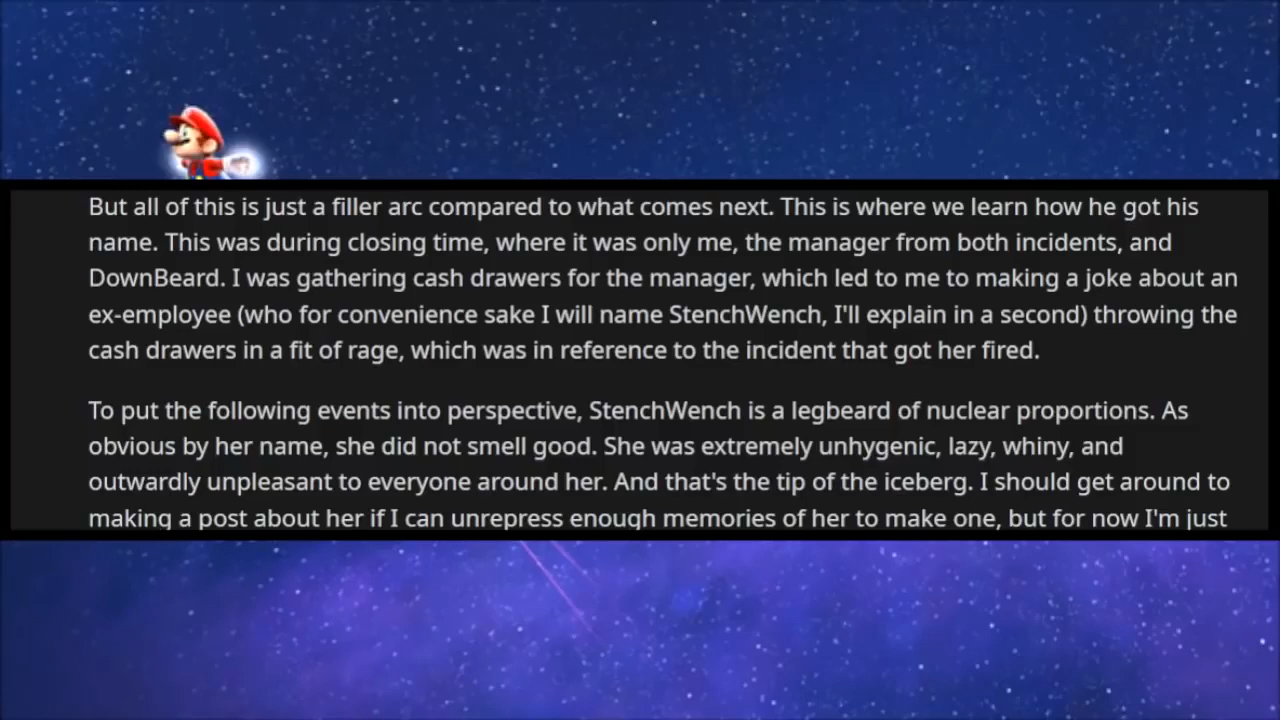 But all of this is just a filler arc compared to what comes next. This is where we learn how he got his
name. This was during closing time, where it was only me, the manager from both incidents, and
DownBeard. I was gathering cash drawers for the manager, which led to me to making a joke about an
ex-employee (who for convenience sake I will name StenchWench, I'll explain in a second) throwing the
cash drawers in a fit of rage, which was in reference to the incident that got her fired.
To put the following events into perspective, StenchWench is a legbeard of nuclear proportions. As
obvious by her name, she did not smell good. She was extremely unhygenic, lazy, whiny, and
outwardly unpleasant to everyone around her. And that's the tip of the iceberg. I should get around to
making a post about her if I can unrepress enough memories of her to make one, but for now I'm just